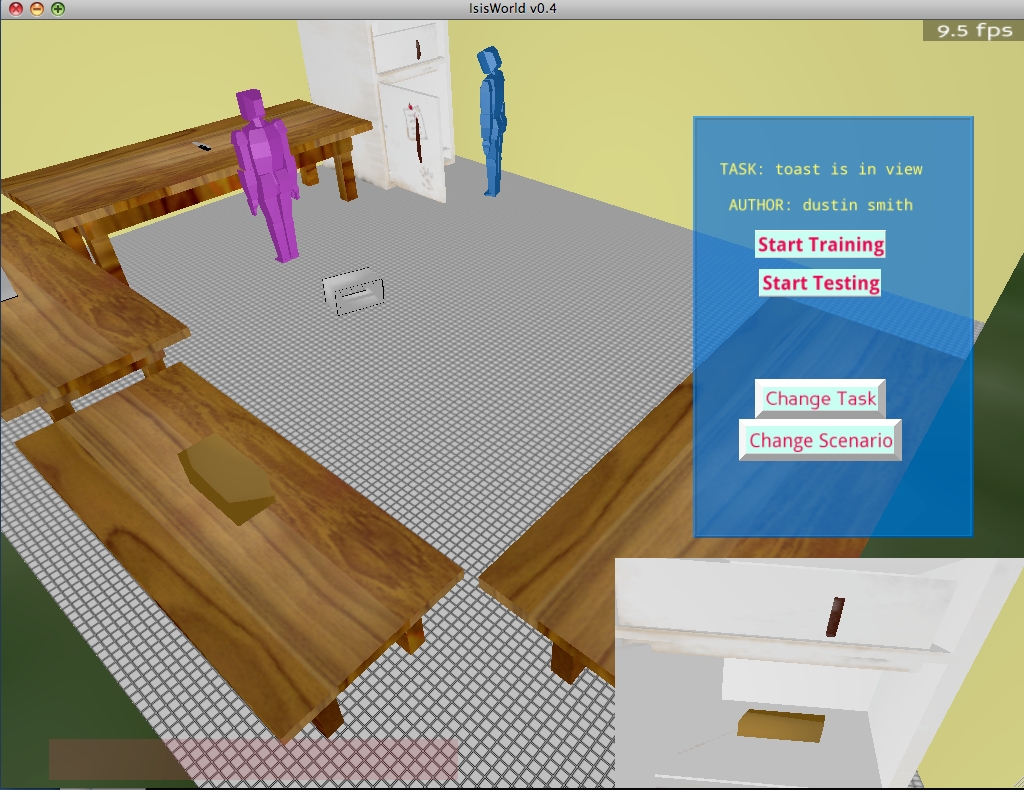 IsisWorld v0.4
9.5 fps
TASK: toast is in view
AUTHOR: dustin smith
Start Training
Start Testing
Change Task
Change Scenario